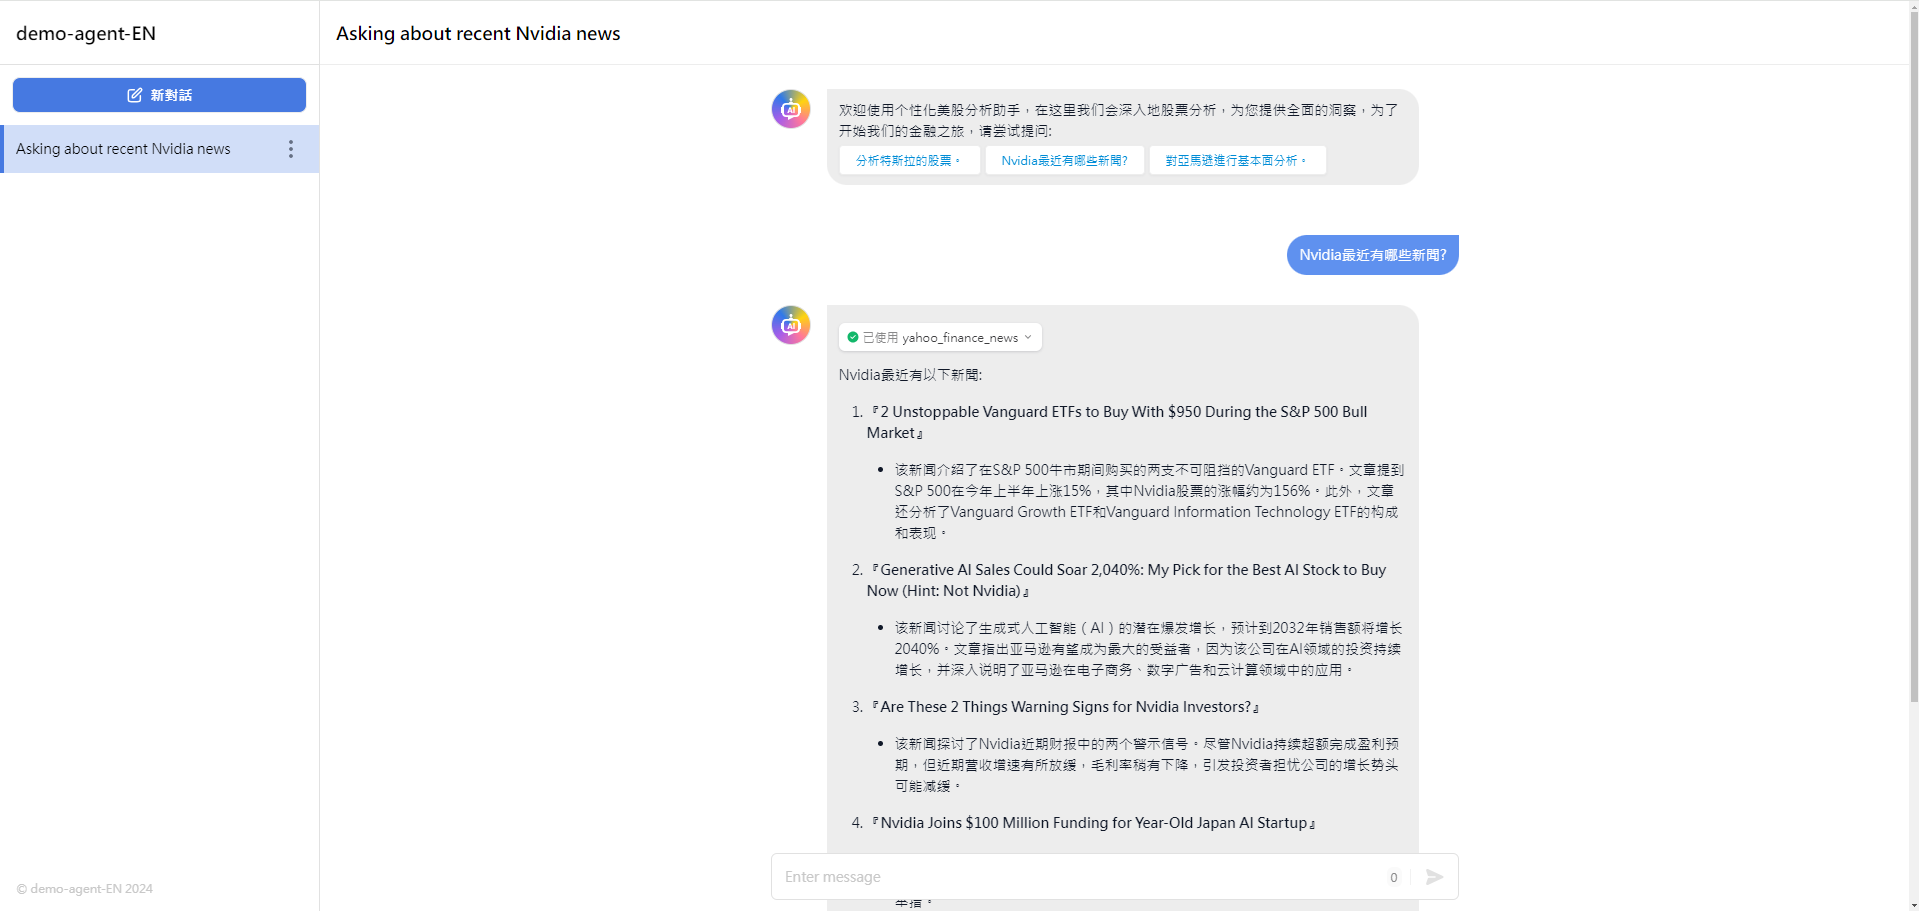 demo-agent-EN
Asking about recent Nvidia news
新對話
Asking about recent Nvidia news
欢迎使用个性化美股分析助手，在这里我们会深入地股票分析，为您提供全面的洞察，为了
开始我们的金融之旅，请尝试提问:
分析特斯拉的股票。 Nvidia最近有哪些新聞? 對亞馬遜進行基本面分析。
Nvidia最近有哪些新聞?
已使用 yahoo_finance_news
Nvidia最近有以下新聞:
1. 『2 Unstoppable Vanguard ETFs to Buy With $950 During the S&P 500 Bull
Market』
• 该新闻介绍了在S&P 500牛市期间购买的两支不可阻挡的Vanguard ETF。文章提到
S&P 500在今年上半年上涨15%，其中Nvidia股票的涨幅约为156%。此外，文章
还分析了Vanguard Growth ETF和Vanguard Information Technology ETF的构成
和表现。
2. 『Generative AI Sales Could Soar 2,040%: My Pick for the Best AI Stock to Buy
Now (Hint: Not Nvidia)』
• 该新闻讨论了生成式人工智能（AI）的潜在爆发增长，预计到2032年销售额将增长
2040%。文章指出亚马逊有望成为最大的受益者，因为该公司在AI领域的投资持续
增长，并深入说明了亚马逊在电子商务、数字广告和云计算领域中的应用。
3. 『Are These 2 Things Warning Signs for Nvidia Investors?』
• 该新闻探讨了Nvidia近期财报中的两个警示信号。尽管Nvidia持续超额完成盈利预
期，但近期营收增速有所放缓，毛利率稍有下降，引发投资者担忧公司的增长势头
可能减缓。
4. 『Nvidia Joins $100 Million Funding for Year-Old Japan AI Startup』
Enter message 0
举措。
© demo-agent-EN 2024